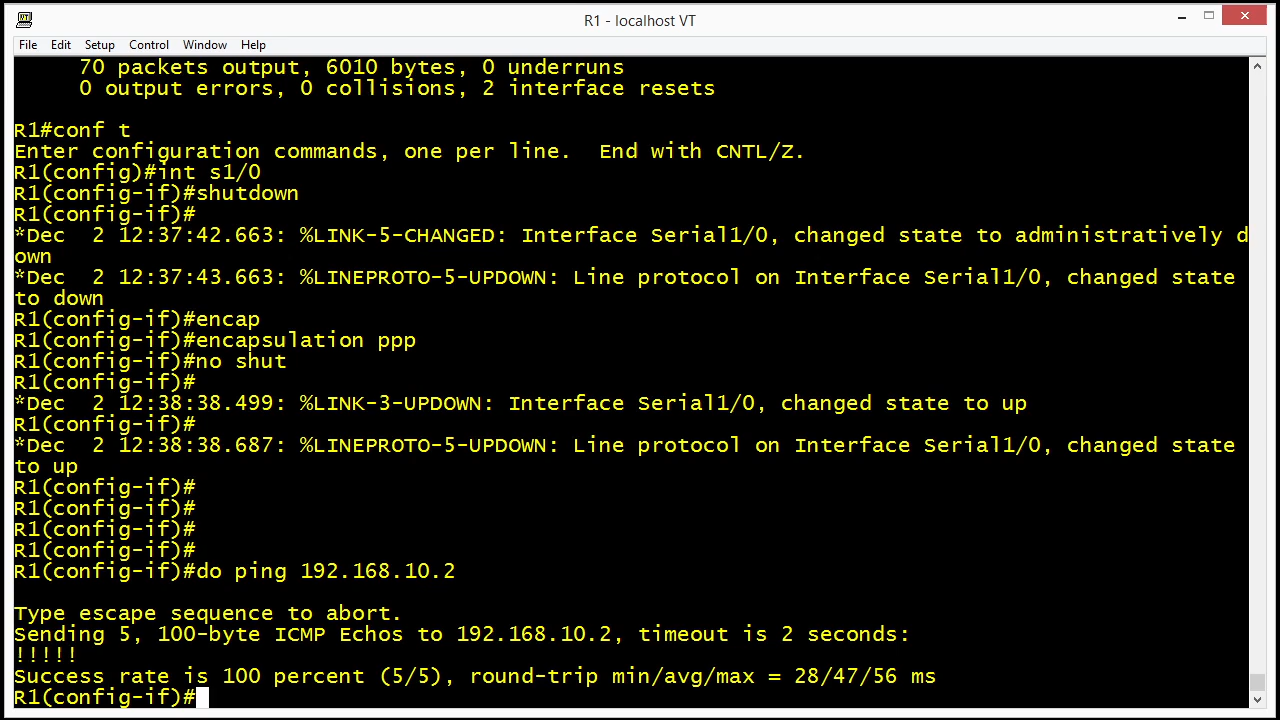 R1 - localhost VT
File Edit Setup Control Window Help
70 packets output, 6010 bytes, 0 underruns
0 output errors, 0 collisions, 2 interface resets
R1#conf t
Enter configuration commands, one per line.  End with CNTL/Z.
R1(config)#int s1/0
R1(config-if)#shutdown
R1(config-if)#
*Dec  2 12:37:42.663: %LINK-5-CHANGED: Interface Serial1/0, changed state to administratively d
own
*Dec  2 12:37:43.663: %LINEPROTO-5-UPDOWN: Line protocol on Interface Serial1/0, changed state
to down
R1(config-if)#encap
R1(config-if)#encapsulation ppp
R1(config-if)#no shut
R1(config-if)#
*Dec  2 12:38:38.499: %LINK-3-UPDOWN: Interface Serial1/0, changed state to up
R1(config-if)#
*Dec  2 12:38:38.687: %LINEPROTO-5-UPDOWN: Line protocol on Interface Serial1/0, changed state
to up
R1(config-if)#
R1(config-if)#
R1(config-if)#
R1(config-if)#
R1(config-if)#do ping 192.168.10.2
Type escape sequence to abort.
Sending 5, 100-byte ICMP Echos to 192.168.10.2, timeout is 2 seconds:
!!!!!
Success rate is 100 percent (5/5), round-trip min/avg/max = 28/47/56 ms
R1(config-if)#